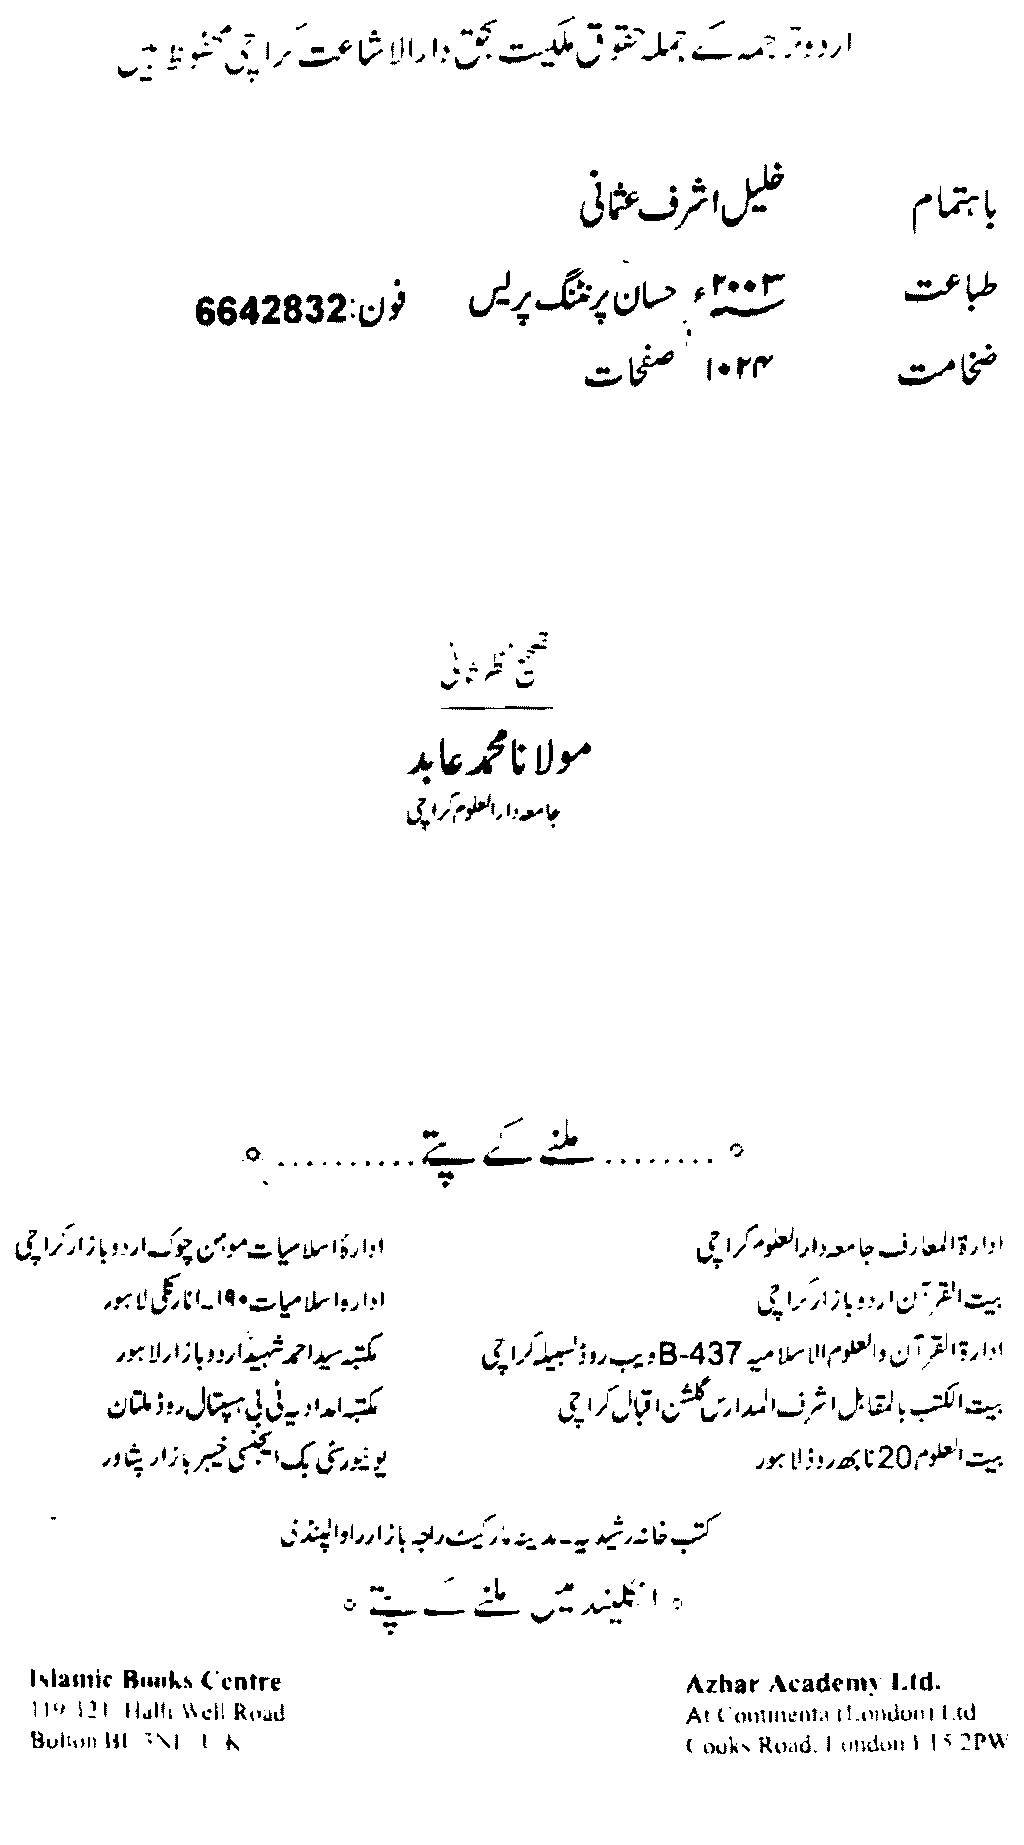 اردو ترجمہ کے جملہ حقوق ملکیت بحق دارالاشاعت کراچی محفوظ ہیں
باہتمام خلیل اشرف عثمانی
طباعت ۲۰۰۳ء حسان پرنٹنگ پریس فون:6642832
ضخامت ۱۰۲۴ صفحات
تصحیح نظر ثانی
مولانا محمد عابد
جامعہ دارالعلوم کراچی
........ ملنے کے پتے ..........
ادارۃ المعارف جامعہ دارالعلوم کراچی
بیت القرآن اردو بازار کراچی
ادارۃ القرآن والعلوم الاسلامیہ B-437 ویب روڈ لسبیلہ کراچی
بیت الکتب بالمقابل اشرف المدارس گلشن اقبال کراچی
بیت العلوم 20 نابھہ روڈ لاہور
ادارۂ اسلامیات موہن چوک اردو بازار کراچی
ادارہ اسلامیات ۱۹۰۔انارکلی لاہور
مکتبہ سید احمد شہیدؒ اردو بازار لاہور
مکتبہ امدادیہ ٹی بی ہسپتال روڈ ملتان
یونیورسٹی بک ایجنسی خیبر بازار پشاور
کتب خانہ رشیدیہ۔ مدینہ مارکیٹ راجہ بازار راولپنڈی
انگلینڈ میں ملنے کے پتے
Islamic Books Centre
119-121, Halli Well Road
Bolton BL 3NE U.K
Azhar Academy Ltd.
At Continenta (London) Ltd
Cooks Road, London E15 2PW